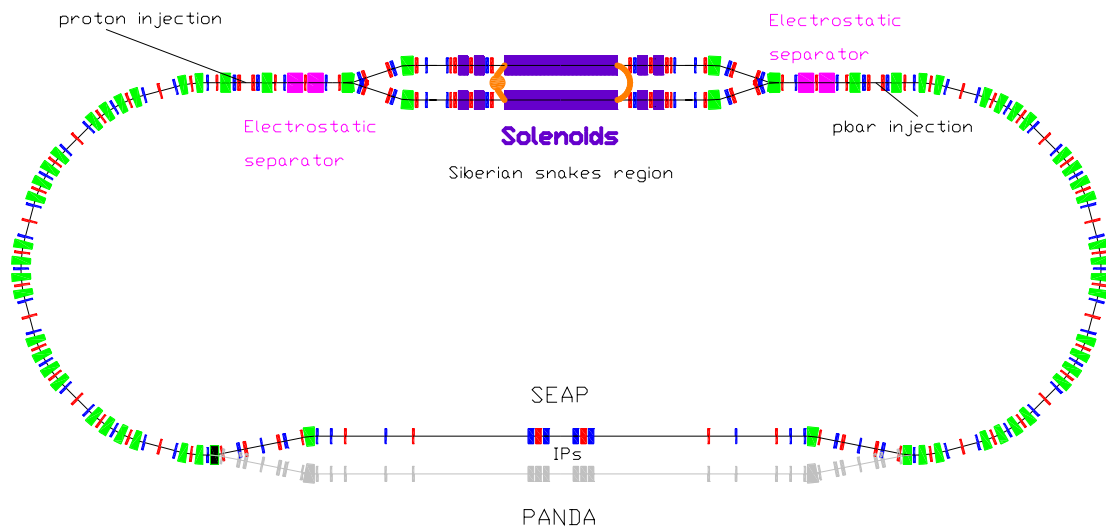 proton injection
Electrostatic
separator
Electrostatic
separator
pbar injection
Solenoids
Siberian snakes region
SEAP
IPs
PANDA